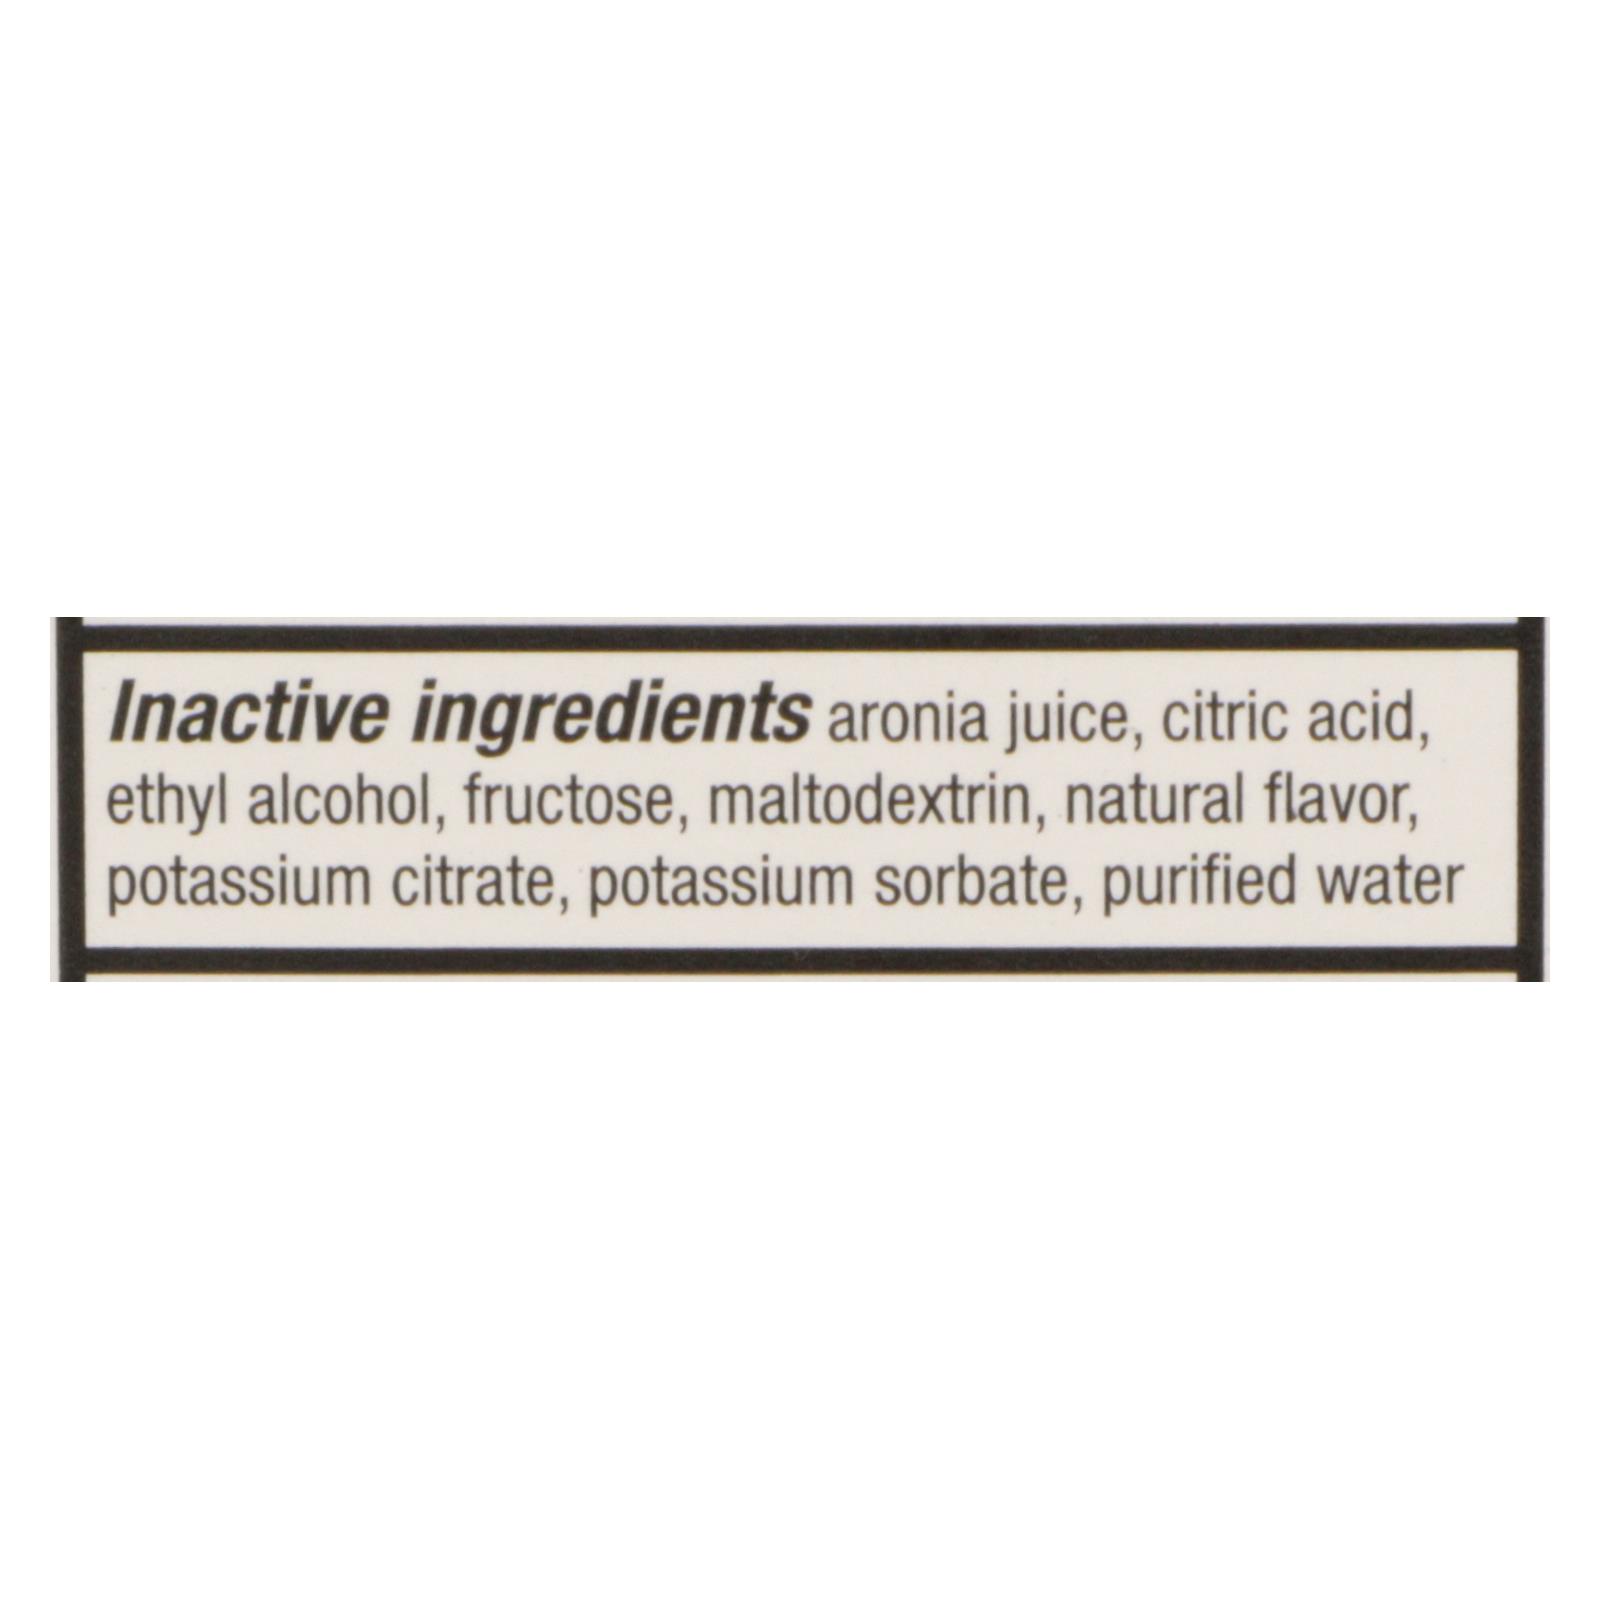 Inactive ingredients aronia juice, citric acid,
ethyl alcohol, fructose, maltodextrin, natural flavor,
potassium citrate, potassium sorbate, purified water